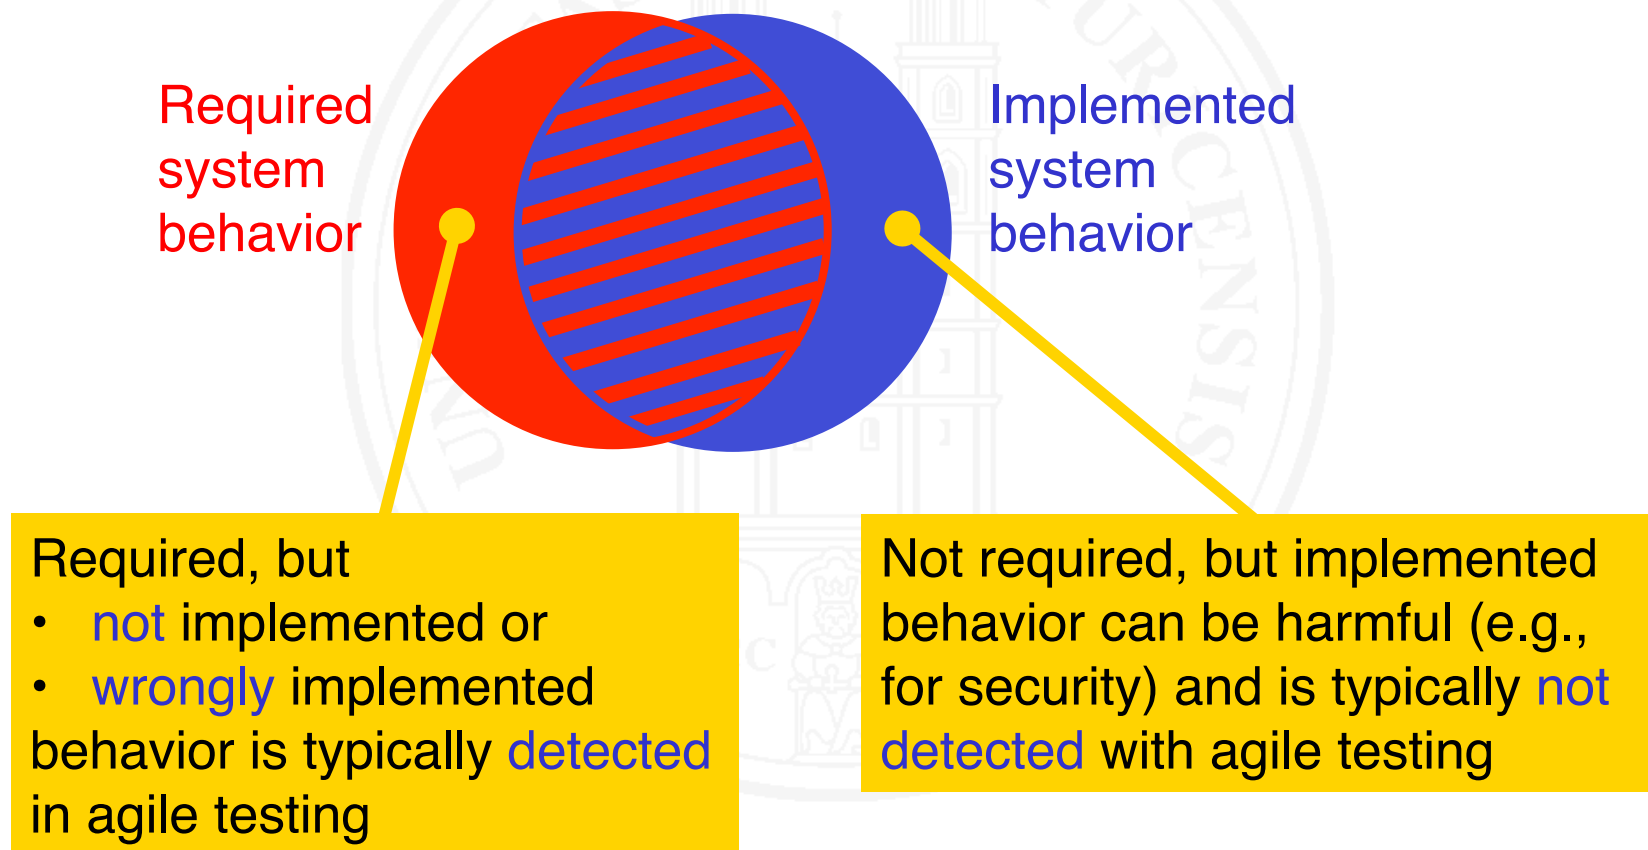 Required
system
behavior
Implemented
system
behavior
Required, but
• not implemented or
• wrongly implemented
behavior is typically detected
in agile testing
Not required, but implemented
behavior can be harmful (e.g.,
for security) and is typically not
detected with agile testing